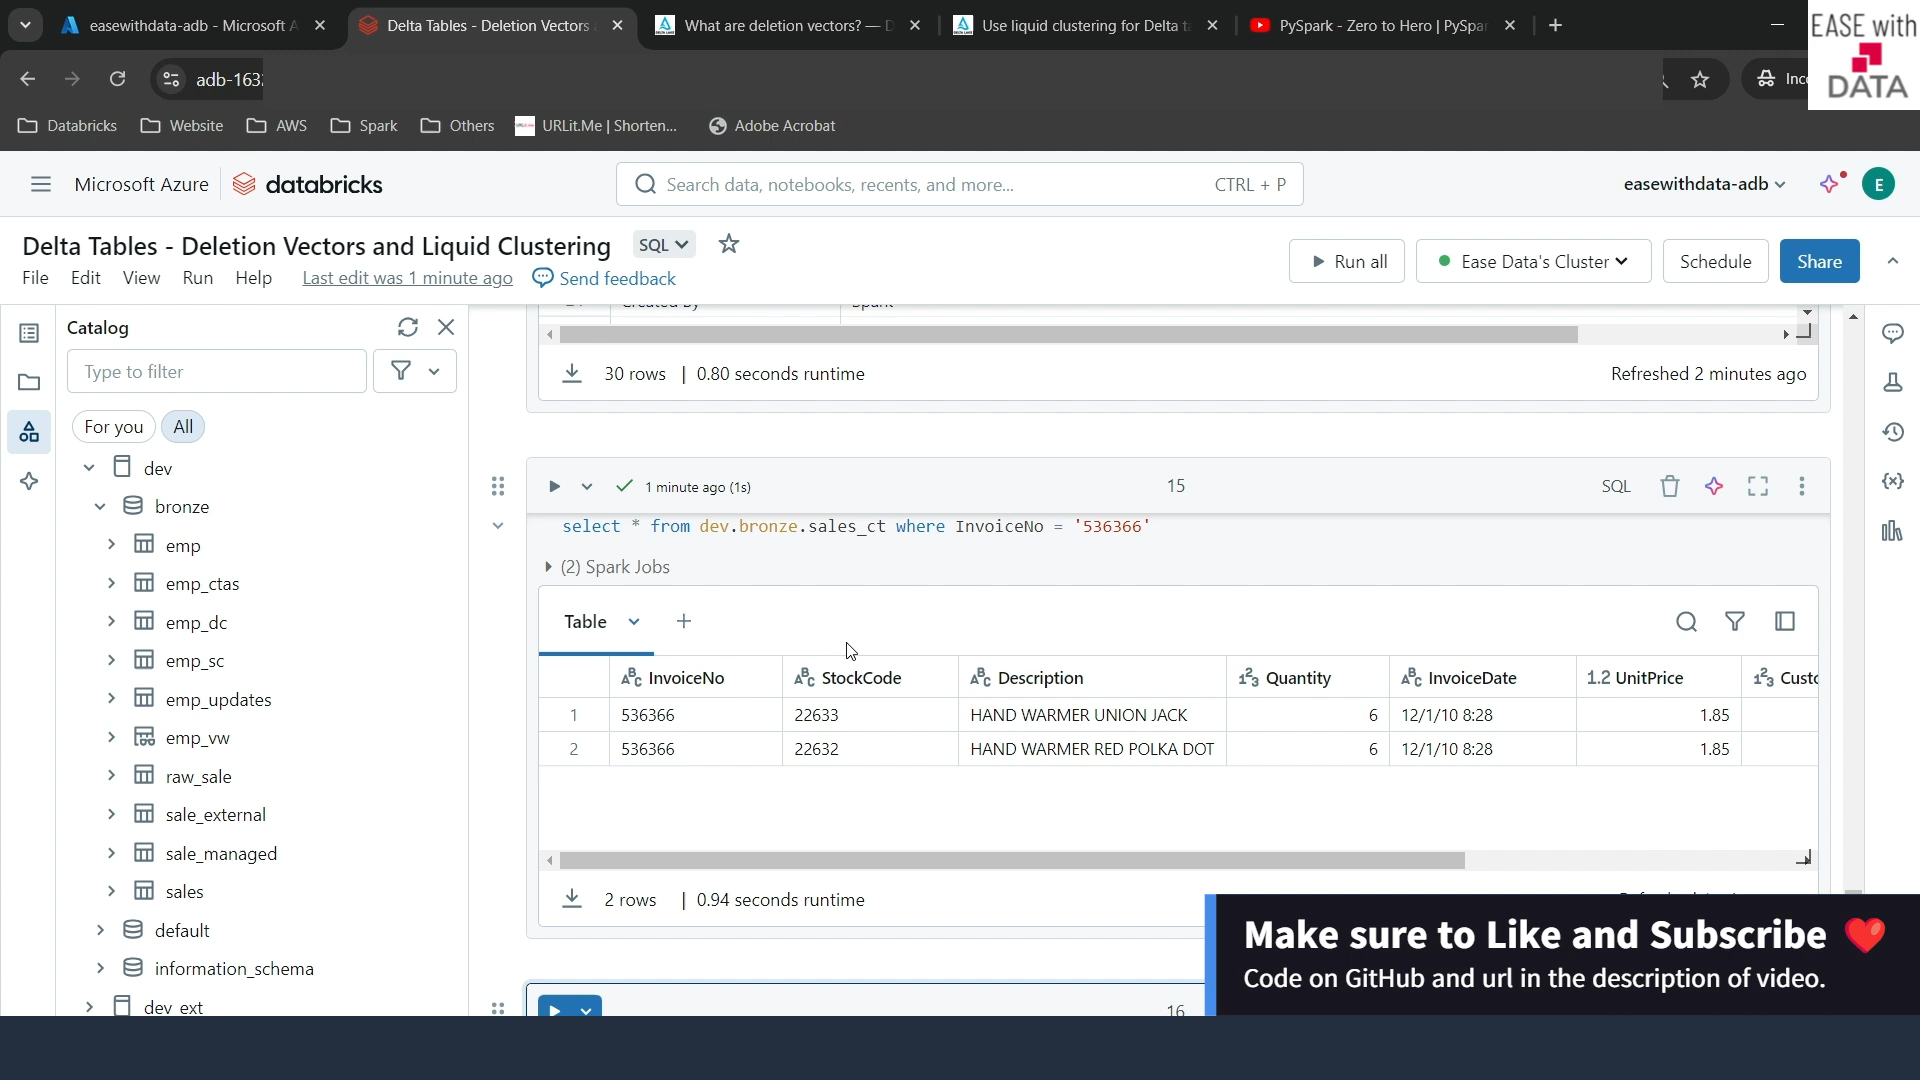 easewithdata-adb - Microsoft A
Delta Tables - Deletion Vectors
What are deletion vectors? — D
Use liquid clustering for Delta t
PySpark - Zero to Hero | PySpar
EASE with
DATA
adb-163
Databricks
Website
AWS
Spark
Others
URLit.Me | Shorten...
Adobe Acrobat
Microsoft Azure
databricks
Search data, notebooks, recents, and more...
CTRL + P
easewithdata-adb
E
Delta Tables - Deletion Vectors and Liquid Clustering
SQL
File
Edit
View
Run
Help
Last edit was 1 minute ago
Send feedback
Run all
Ease Data's Cluster
Schedule
Share
Catalog
Type to filter
For you
All
dev
bronze
emp
emp_ctas
emp_dc
emp_sc
emp_updates
emp_vw
raw_sale
sale_external
sale_managed
sales
default
information_schema
dev_ext
30 rows | 0.80 seconds runtime
Refreshed 2 minutes ago
1 minute ago (1s)
15
SQL
select * from dev.bronze.sales_ct where InvoiceNo = '536366'
(2) Spark Jobs
Table
InvoiceNo StockCode Description Quantity InvoiceDate 1.2 UnitPrice Custo
1 536366 22633 HAND WARMER UNION JACK 6 12/1/10 8:28 1.85
2 536366 22632 HAND WARMER RED POLKA DOT 6 12/1/10 8:28 1.85
2 rows | 0.94 seconds runtime
16
Make sure to Like and Subscribe
Code on GitHub and url in the description of video.